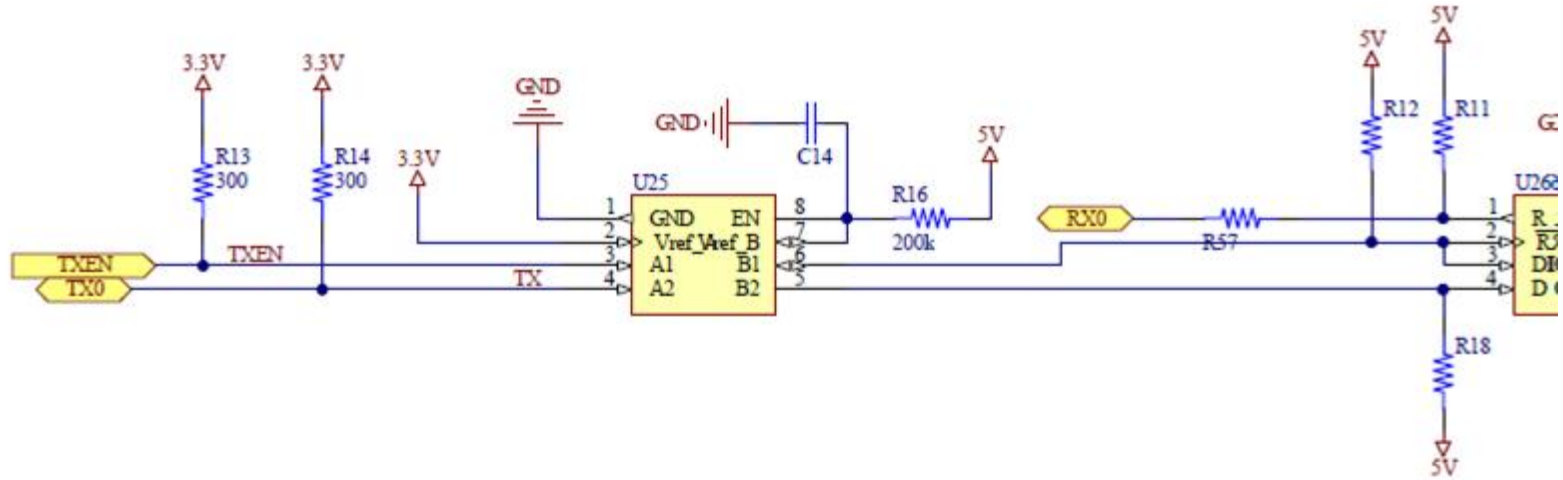 5V
5V
3.3V
3.3V
GND
R12
R11
GND
C14
5V
R13
300
R14
300
3.3V
U25
R16
200k
1
GND
EN
8
RX0
1
R
2
Vref_A
Vref_B
7
R57
2
TXEN
TXEN
3
A1
B1
6
3
TX0
TX
4
A2
B2
5
4
D
R18
5V